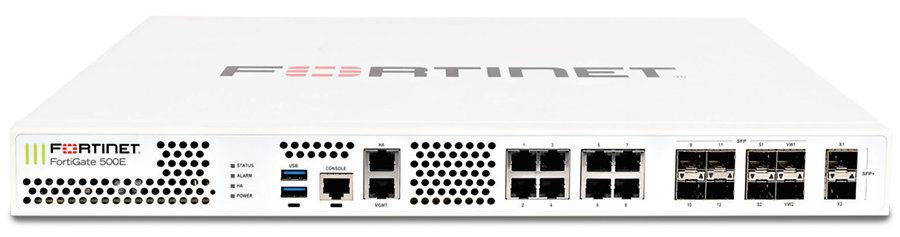 FORTINET
FORTINET
FortiGate 500E
STATUS
ALARM
HA
POWER
USB
CONSOLE
HA
MGMT
1 3
2 4
5 7
6 8
SFP
9 11 S1 VW1
10 12 S2 VW2
X1
SFP+
X2